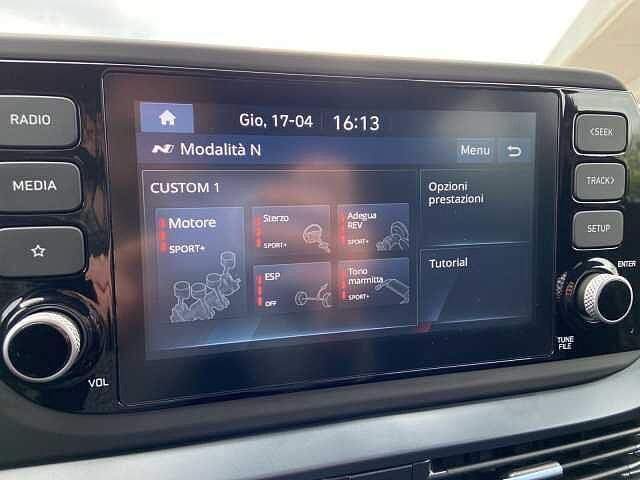 RADIO
MEDIA
VOL
Gio, 17-04 16:13
N Modalità N Menu
CUSTOM 1
Motore
SPORT+
Sterzo
SPORT+
Adegua
REV
SPORT+
ESP
OFF
Tono
marmitta
SPORT+
Opzioni
prestazioni
Tutorial
<SEEK
TRACK>
SETUP
ENTER
TUNE
FILE